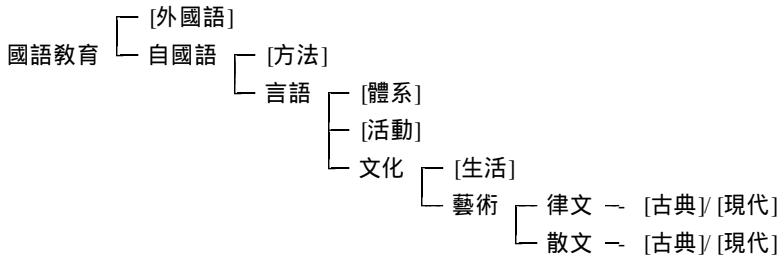 [外國語]
國語敎育 自國語 [方法]
言語 [體系]
[活動]
文化 [生活]
藝術 律文 -- [古典]/ [現代]
散文 -- [古典]/ [現代]